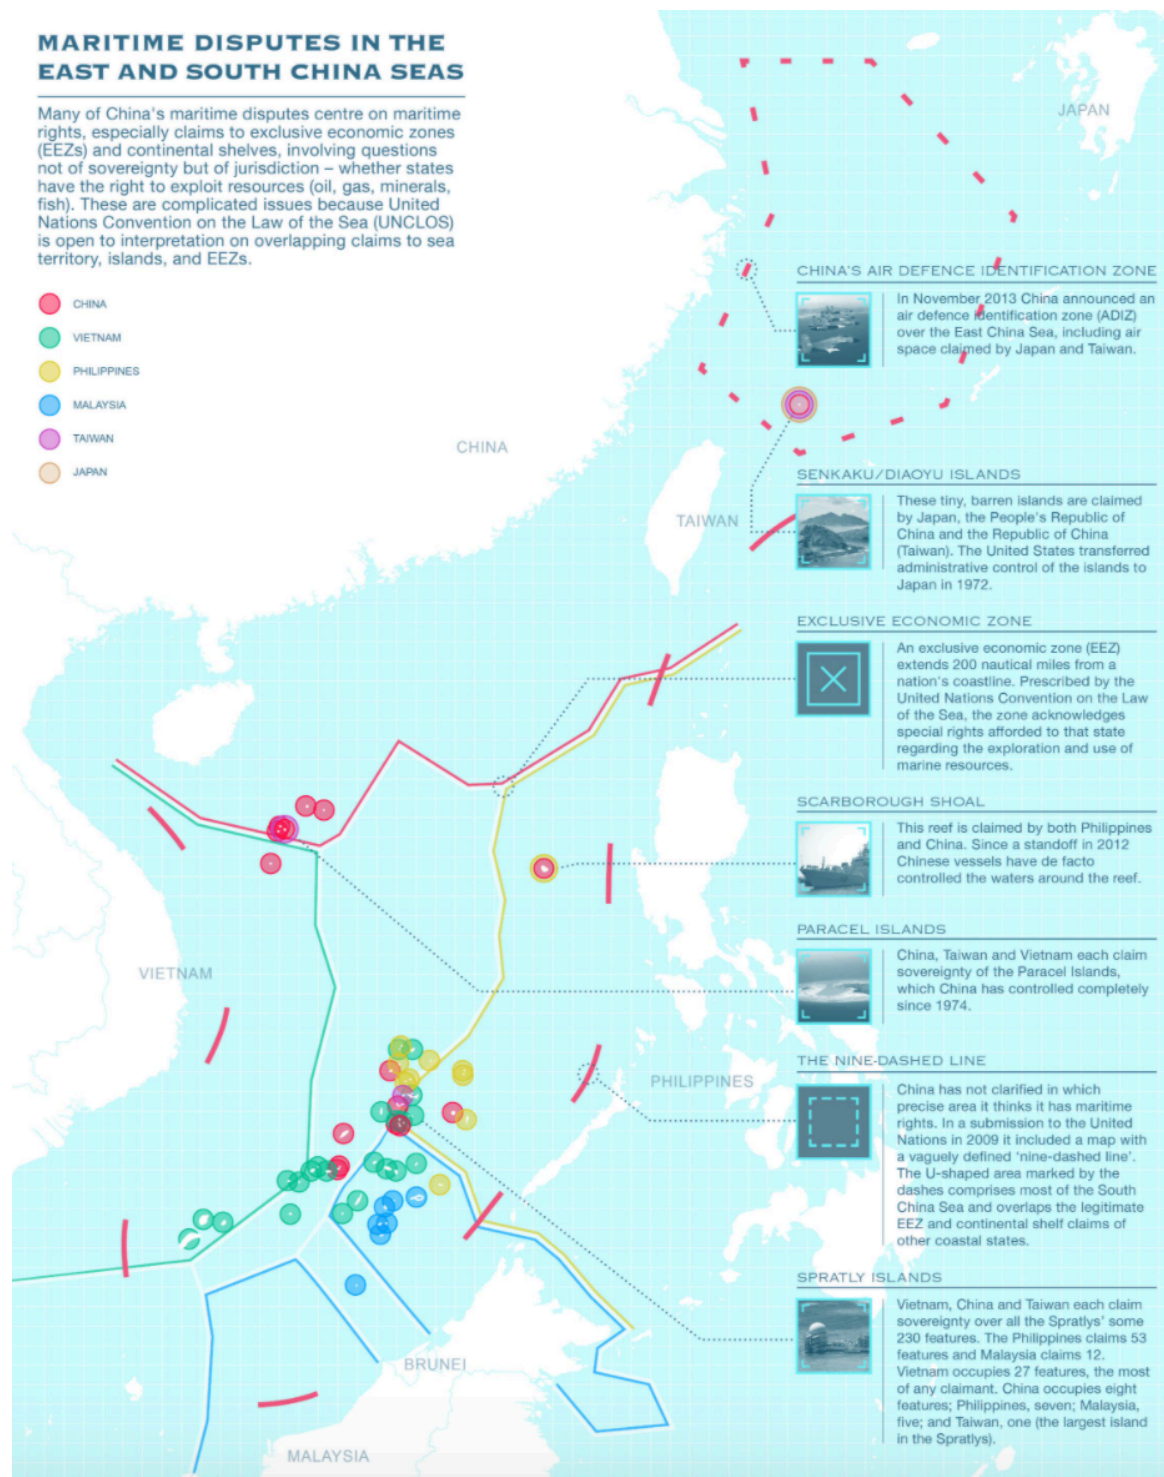 MARITIME DISPUTES IN THE
EAST AND SOUTH CHINA SEAS
Many of China's maritime disputes centre on maritime
rights, especially claims to exclusive economic zones
(EEZs) and continental shelves, involving questions
not of sovereignty but of jurisdiction – whether states
have the right to exploit resources (oil, gas, minerals,
fish). These are complicated issues because United
Nations Convention on the Law of the Sea (UNCLOS)
is open to interpretation on overlapping claims to sea
territory, islands, and EEZs.
CHINA
VIETNAM
PHILIPPINES
MALAYSIA
TAIWAN
JAPAN
JAPAN
CHINA
TAIWAN
VIETNAM
PHILIPPINES
BRUNEI
MALAYSIA
CHINA'S AIR DEFENCE IDENTIFICATION ZONE
In November 2013 China announced an
air defence identification zone (ADIZ)
over the East China Sea, including air
space claimed by Japan and Taiwan.
SENKAKU/DIAOYU ISLANDS
These tiny, barren islands are claimed
by Japan, the People's Republic of
China and the Republic of China
(Taiwan). The United States transferred
administrative control of the islands to
Japan in 1972.
EXCLUSIVE ECONOMIC ZONE
An exclusive economic zone (EEZ)
extends 200 nautical miles from a
nation's coastline. Prescribed by the
United Nations Convention on the Law
of the Sea, the zone acknowledges
special rights afforded to that state
regarding the exploration and use of
marine resources.
SCARBOROUGH SHOAL
This reef is claimed by both Philippines
and China. Since a standoff in 2012
Chinese vessels have de facto
controlled the waters around the reef.
PARACEL ISLANDS
China, Taiwan and Vietnam each claim
sovereignty of the Paracel Islands,
which China has controlled completely
since 1974.
THE NINE-DASHED LINE
China has not clarified in which
precise area it thinks it has maritime
rights. In a submission to the United
Nations in 2009 it included a map with
a vaguely defined 'nine-dashed line'.
The U-shaped area marked by the
dashes comprises most of the South
China Sea and overlaps the legitimate
EEZ and continental shelf claims of
other coastal states.
SPRATLY ISLANDS
Vietnam, China and Taiwan each claim
sovereignty over all the Spratlys' some
230 features. The Philippines claims 53
features and Malaysia claims 12.
Vietnam occupies 27 features, the most
of any claimant. China occupies eight
features; Philippines, seven; Malaysia,
five; and Taiwan, one (the largest island
in the Spratlys).